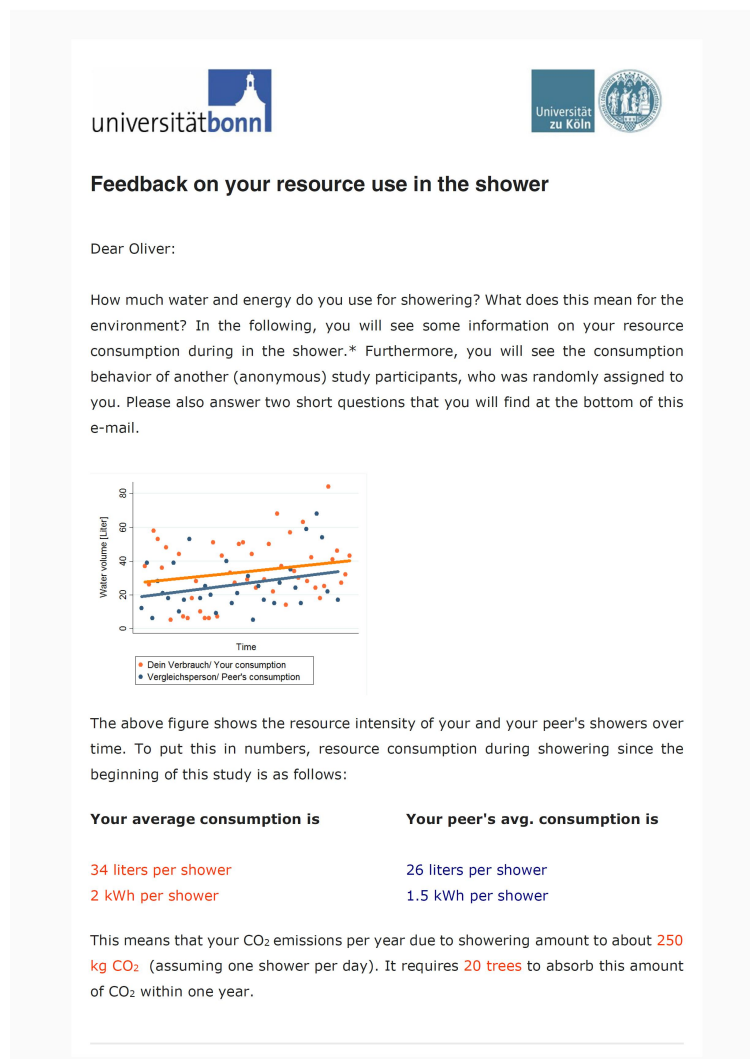 universitätbonn
Universität
zu Köln
Feedback on your resource use in the shower
Dear Oliver:
How much water and energy do you use for showering? What does this mean for the
environment? In the following, you will see some information on your resource
consumption during in the shower.* Furthermore, you will see the consumption
behavior of another (anonymous) study participants, who was randomly assigned to
you. Please also answer two short questions that you will find at the bottom of this
e-mail.
Water volume [Liter]
80
60
40
20
0
Time
Dein Verbrauch/ Your consumption
Vergleichsperson/ Peer's consumption
The above figure shows the resource intensity of your and your peer's showers over
time. To put this in numbers, resource consumption during showering since the
beginning of this study is as follows:
Your average consumption is
34 liters per shower
2 kWh per shower
Your peer's avg. consumption is
26 liters per shower
1.5 kWh per shower
This means that your CO₂ emissions per year due to showering amount to about 250
kg CO₂ (assuming one shower per day). It requires 20 trees to absorb this amount
of CO₂ within one year.